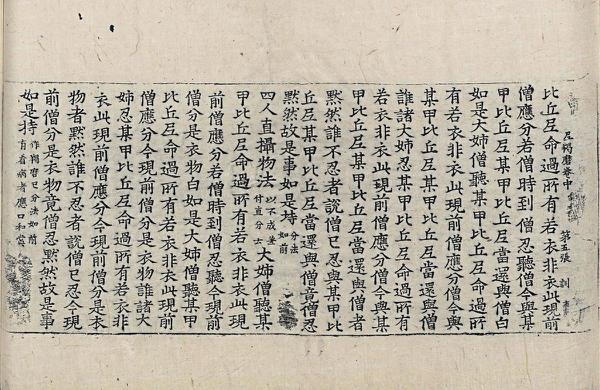 尼羯磨卷中 第五張 訓
比丘尼命過所有若衣非衣此現前
僧應分若僧時到僧忍聽僧今與某
甲比丘尼某甲比丘尼當還與僧白
如是大姉僧聽某甲比丘尼命過所
有若衣非衣此現前僧應分僧今與
某甲比丘尼某甲比丘尼當還與僧
誰諸大姉忍某甲比丘尼命過所有
若衣非衣此現前僧應分僧今與某
甲比丘尼某甲比丘尼當還與僧者
默然誰不忍者說僧已忍與某甲比
丘尼某甲比丘尼當還與僧竟僧忍
默然故是事如是持分法如前
四人直攝物法以不成差付直分 大姉僧聽某
甲比丘尼命過所有若衣非衣此現
前僧應分若僧時到僧忍聽今現前
僧分是衣物白如是大姉僧聽某甲
比丘尼命過所有若衣非衣此現前
僧應分今現前僧分是衣物誰諸大
姉忍某甲比丘尼命過所有若衣非
衣此現前僧應分今現前僧分是衣
物者默然誰不忍者說僧已忍今現
前僧分是衣物竟僧忍默然故是事
如是持作羯磨已分法如前有看病者應口和賞